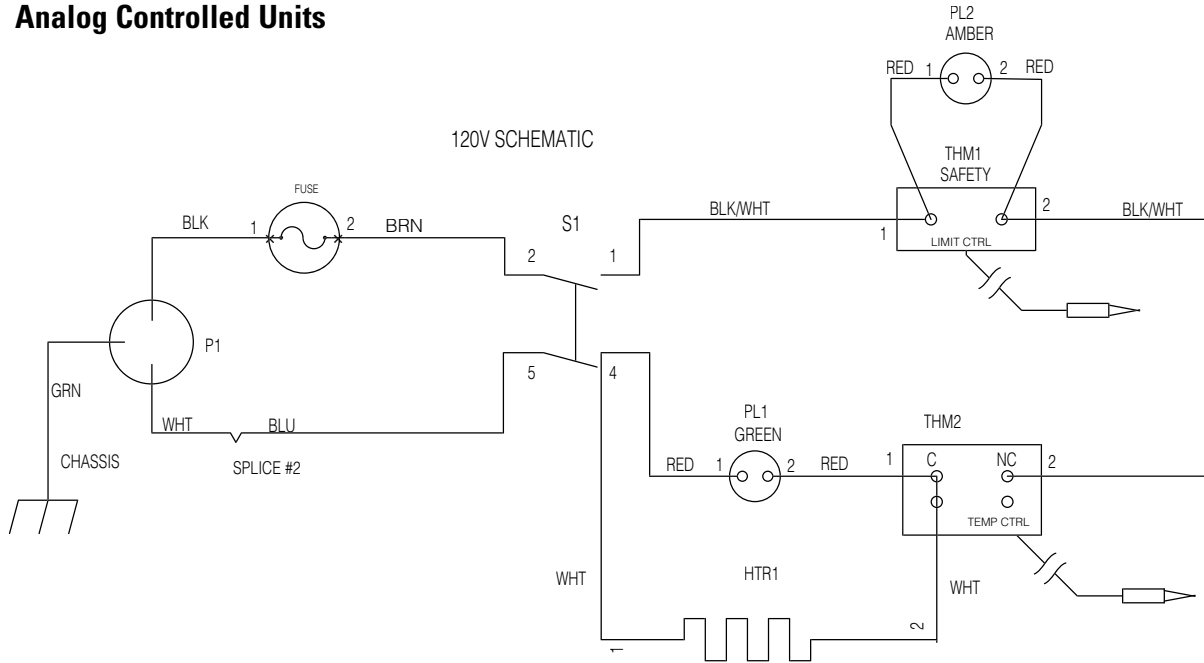 Analog Controlled Units
PL2
AMBER
RED 1 2 RED
120V SCHEMATIC
THM1
SAFETY
FUSE
BLK 1 2 BRN
S1
BLK/WHT
2
BLK/WHT
1
LIMIT CTRL
2 1
P1
5 4
GRN
WHT BLU
SPLICE #2
CHASSIS
PL1
GREEN
THM2
RED 1 2 RED
1 C NC 2
TEMP CTRL
WHT
HTR1
WHT
1
2